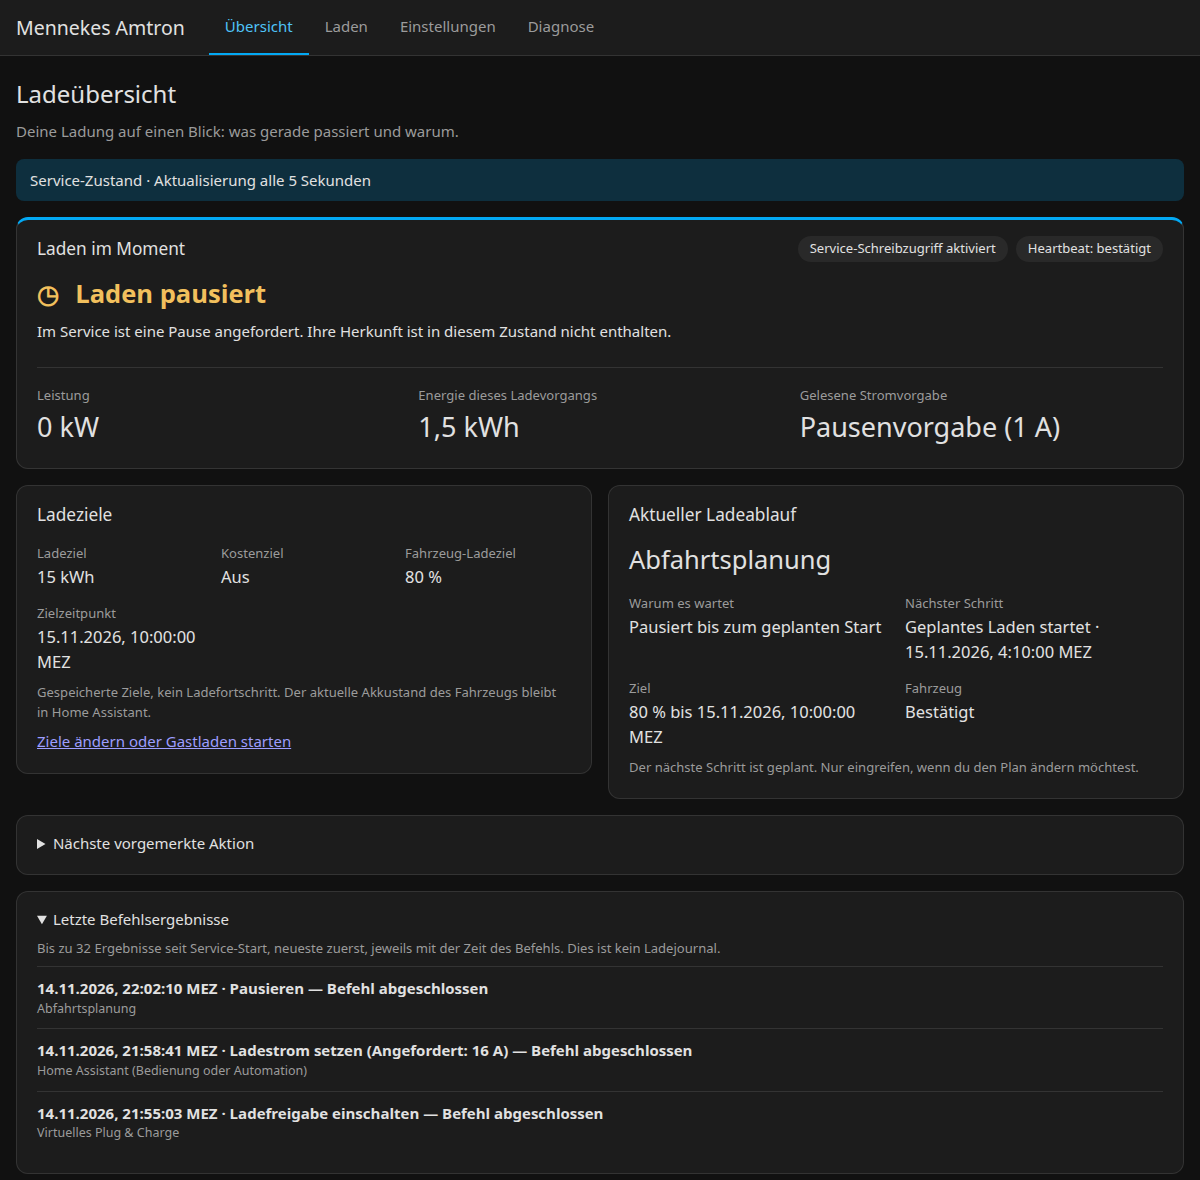 Mennekes Amtron
Übersicht
Laden
Einstellungen
Diagnose
Ladeübersicht
Deine Ladung auf einen Blick: was gerade passiert und warum.
Service-Zustand · Aktualisierung alle 5 Sekunden
Laden im Moment
Service-Schreibzugriff aktiviert
Heartbeat: bestätigt
Laden pausiert
Im Service ist eine Pause angefordert. Ihre Herkunft ist in diesem Zustand nicht enthalten.
Leistung
0 kW
Energie dieses Ladevorgangs
1,5 kWh
Gelesene Stromvorgabe
Pausenvorgabe (1 A)
Ladeziele
Ladeziel
15 kWh
Kostenziel
Aus
Fahrzeug-Ladeziel
80 %
Zielzeitpunkt
15.11.2026, 10:00:00
MEZ
Gespeicherte Ziele, kein Ladefortschritt. Der aktuelle Akkustand des Fahrzeugs bleibt
in Home Assistant.
Ziele ändern oder Gastladen starten
Aktueller Ladeablauf
Abfahrtsplanung
Warum es wartet
Pausiert bis zum geplanten Start
Nächster Schritt
Geplantes Laden startet ·
15.11.2026, 4:10:00 MEZ
Ziel
80 % bis 15.11.2026, 10:00:00
MEZ
Fahrzeug
Bestätigt
Der nächste Schritt ist geplant. Nur eingreifen, wenn du den Plan ändern möchtest.
Nächste vorgemerkte Aktion
Letzte Befehlsergebnisse
Bis zu 32 Ergebnisse seit Service-Start, neueste zuerst, jeweils mit der Zeit des Befehls. Dies ist kein Ladejournal.
14.11.2026, 22:02:10 MEZ · Pausieren — Befehl abgeschlossen
Abfahrtsplanung
14.11.2026, 21:58:41 MEZ · Ladestrom setzen (Angefordert: 16 A) — Befehl abgeschlossen
Home Assistant (Bedienung oder Automation)
14.11.2026, 21:55:03 MEZ · Ladefreigabe einschalten — Befehl abgeschlossen
Virtuelles Plug & Charge